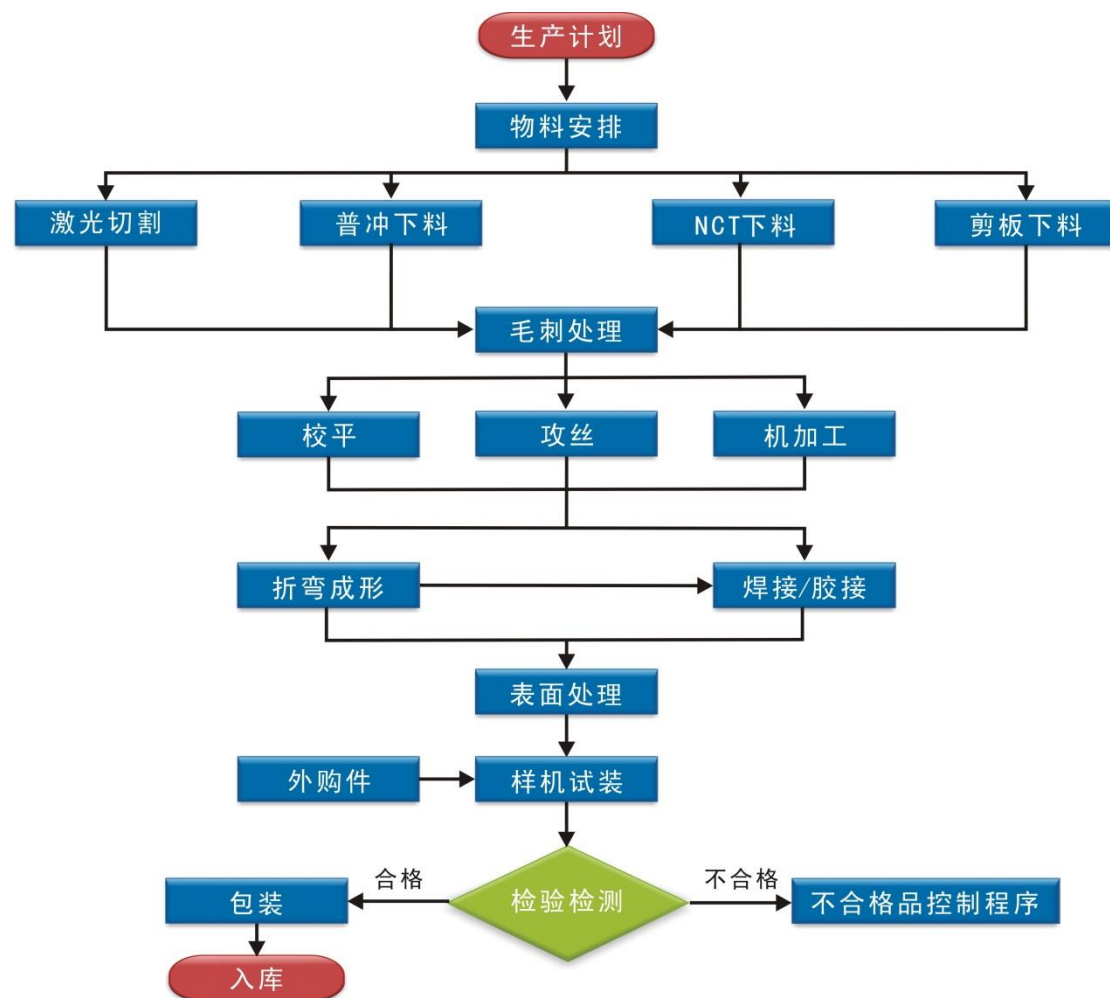 生产计划
物料安排
激光切割
普冲下料
NCT下料
剪板下料
毛刺处理
校平
攻丝
机加工
折弯成形
焊接/胶接
表面处理
外购件
样机试装
合格
不合格
包装
检验检测
不合格品控制程序
入库